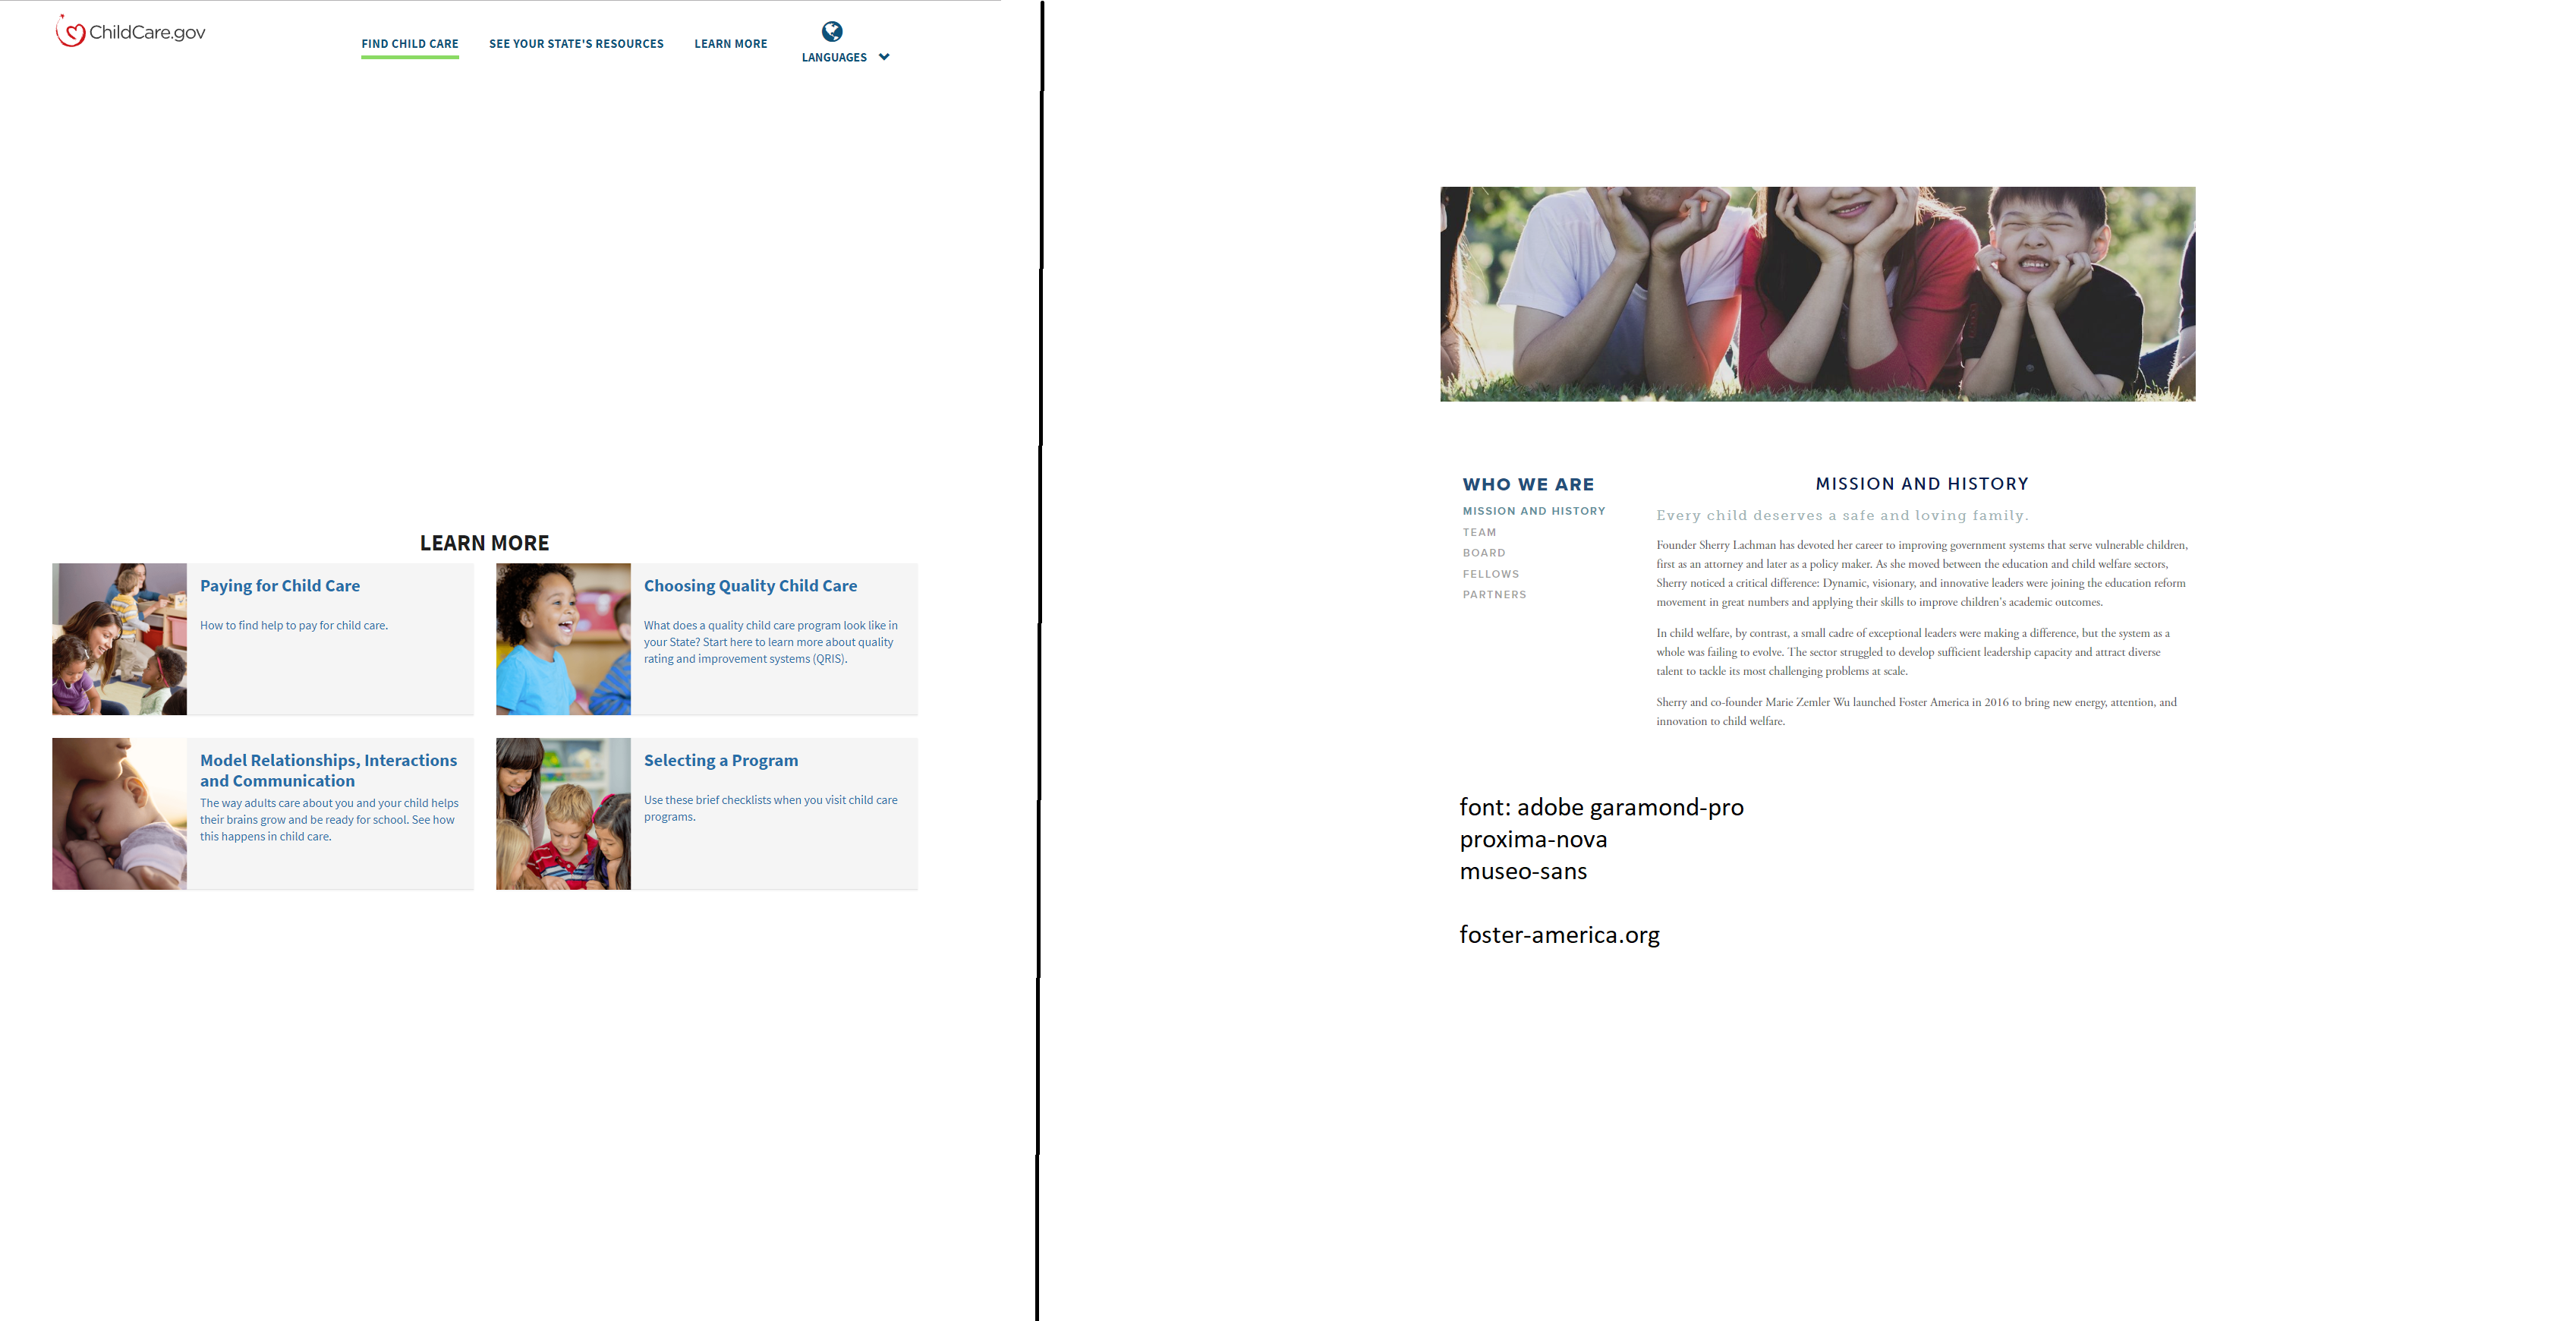 ChildCare.gov
FIND CHILD CARE
SEE YOUR STATE'S RESOURCES
LEARN MORE
LANGUAGES
LEARN MORE
Paying for Child Care
How to find help to pay for child care.
Choosing Quality Child Care
What does a quality child care program look like in
your State? Start here to learn more about quality
rating and improvement systems (QRIS).
Model Relationships, Interactions
and Communication
The way adults care about you and your child helps
their brains grow and be ready for school. See how
this happens in child care.
Selecting a Program
Use these brief checklists when you visit child care
programs.
WHO WE ARE
MISSION AND HISTORY
TEAM
BOARD
FELLOWS
PARTNERS
MISSION AND HISTORY
Every child deserves a safe and loving family.
Founder Sherry Lachman has devoted her career to improving government systems that serve vulnerable children,
first as an attorney and later as a policy maker. As she moved between the education and child welfare sectors,
Sherry noticed a critical difference: Dynamic, visionary, and innovative leaders were joining the education reform
movement in great numbers and applying their skills to improve children's academic outcomes.
In child welfare, by contrast, a small cadre of exceptional leaders were making a difference, but the system as a
whole was failing to evolve. The sector struggled to develop sufficient leadership capacity and attract diverse
talent to tackle its most challenging problems at scale.
Sherry and co-founder Marie Zemler Wu launched Foster America in 2016 to bring new energy, attention, and
innovation to child welfare.
font: adobe garamond-pro
proxima-nova
museo-sans
foster-america.org